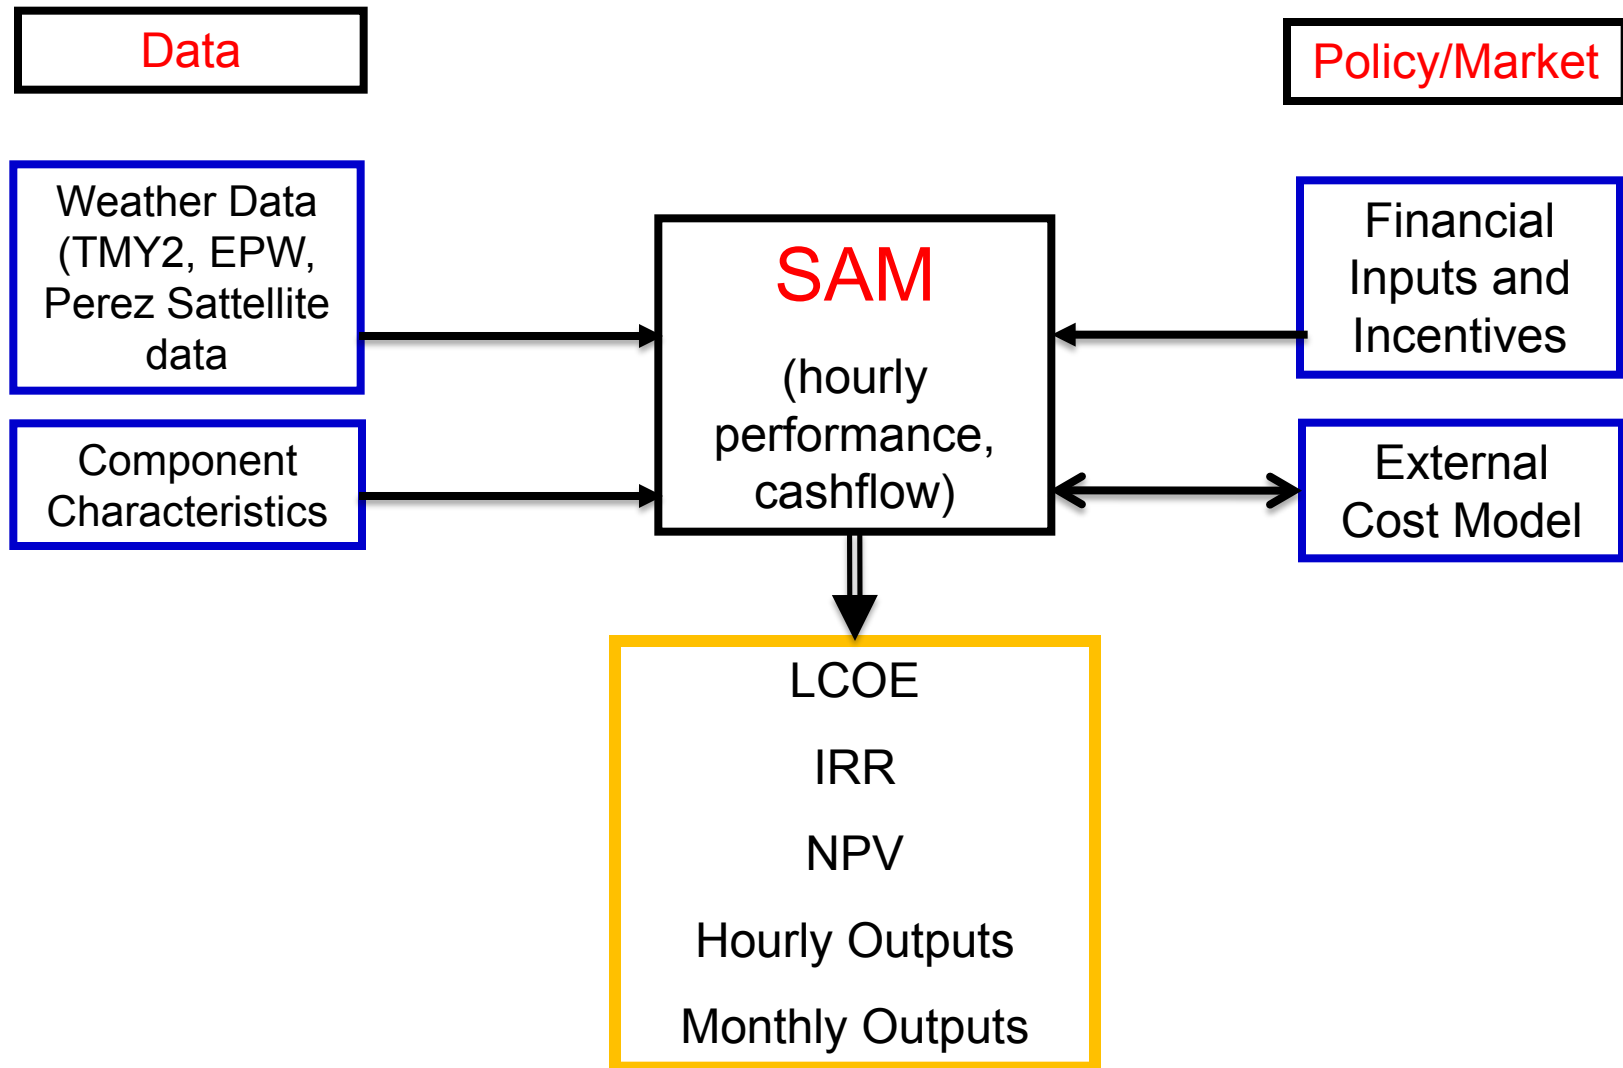 Data
Policy/Market
Weather Data
(TMY2, EPW,
Perez Sattellite
data
Component
Characteristics
SAM
(hourly
performance,
cashflow)
Financial
Inputs and
Incentives
External
Cost Model
LCOE
IRR
NPV
Hourly Outputs
Monthly Outputs